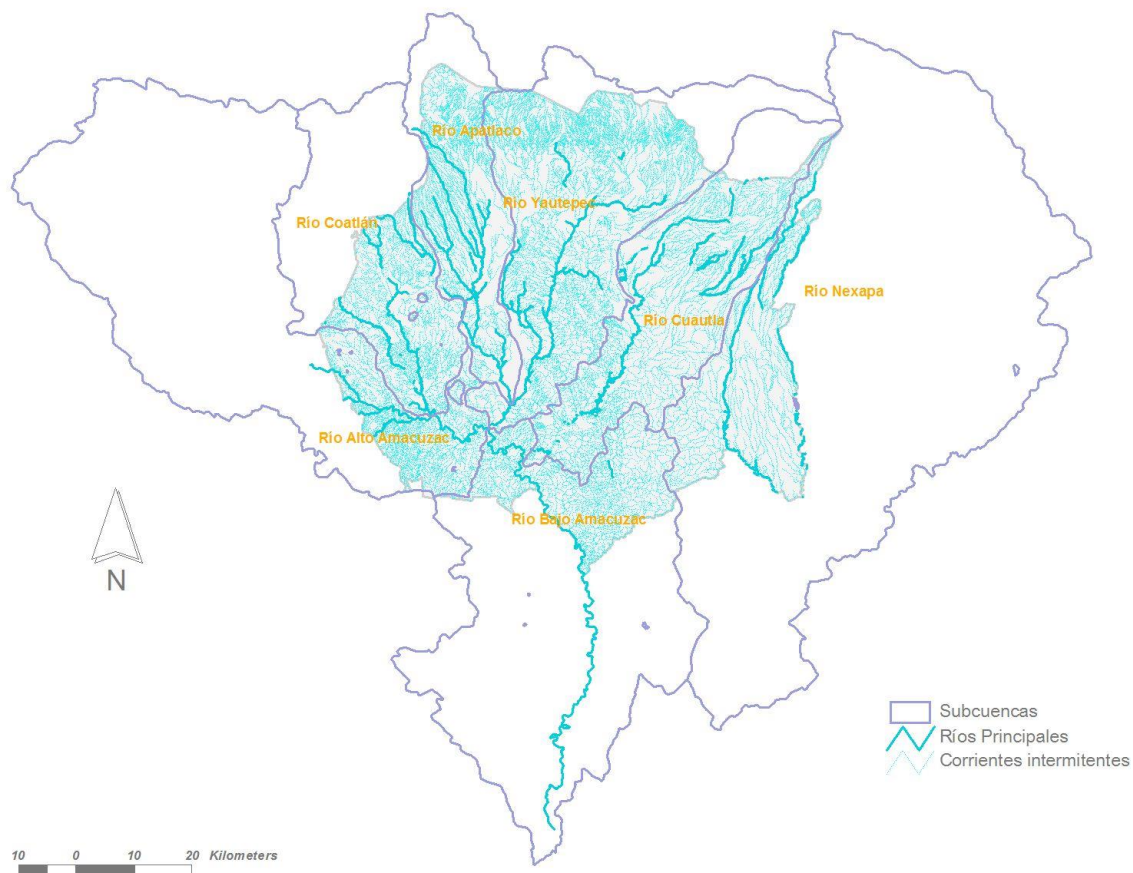 Río Apatlaco
Río Yautepec
Río Coatlán
Río Nexapa
Río Cuautla
Río Alto Amacuzac
Río Bajo Amacuzac
N
Subcuencas
Ríos Principales
Corrientes intermitentes
10 0 10 20 Kilometers